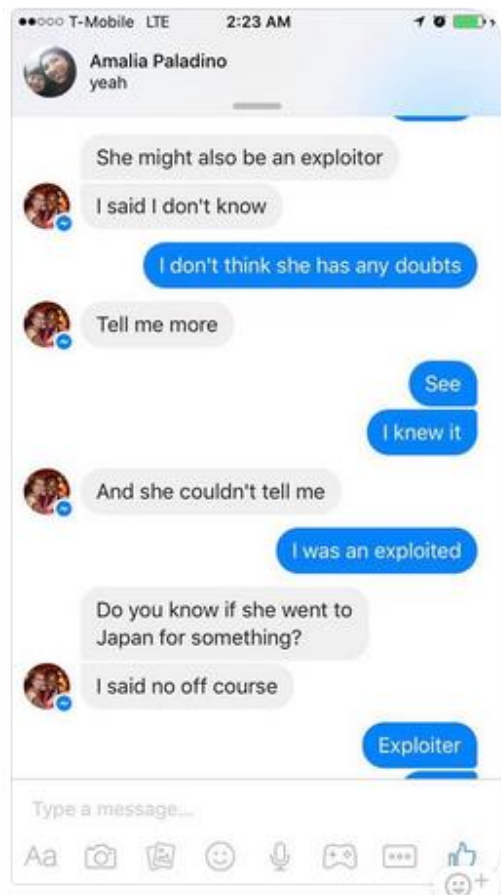 T-Mobile LTE 2:23 AM
Amalia Paladino
yeah
She might also be an exploitor
I said I don't know
I don't think she has any doubts
Tell me more
See
I knew it
And she couldn't tell me
I was an exploited
Do you know if she went to
Japan for something?
I said no off course
Exploiter
Type a message...
Aa